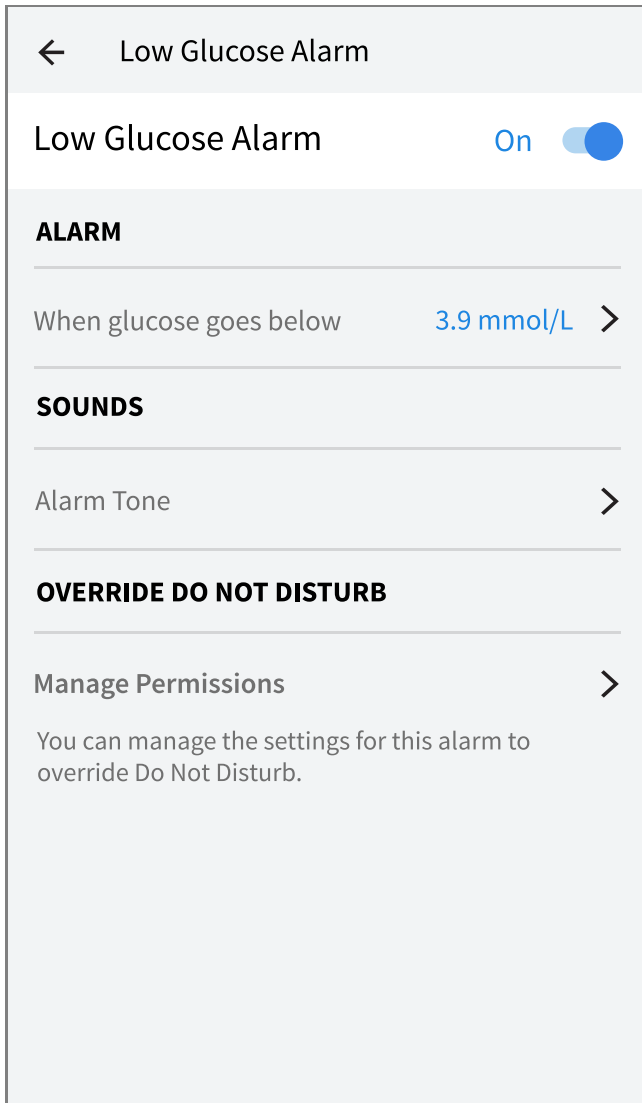 Low Glucose Alarm
Low Glucose Alarm On
ALARM
When glucose goes below 3.9 mmol/L
SOUNDS
Alarm Tone
OVERRIDE DO NOT DISTURB
Manage Permissions
You can manage the settings for this alarm to
override Do Not Disturb.